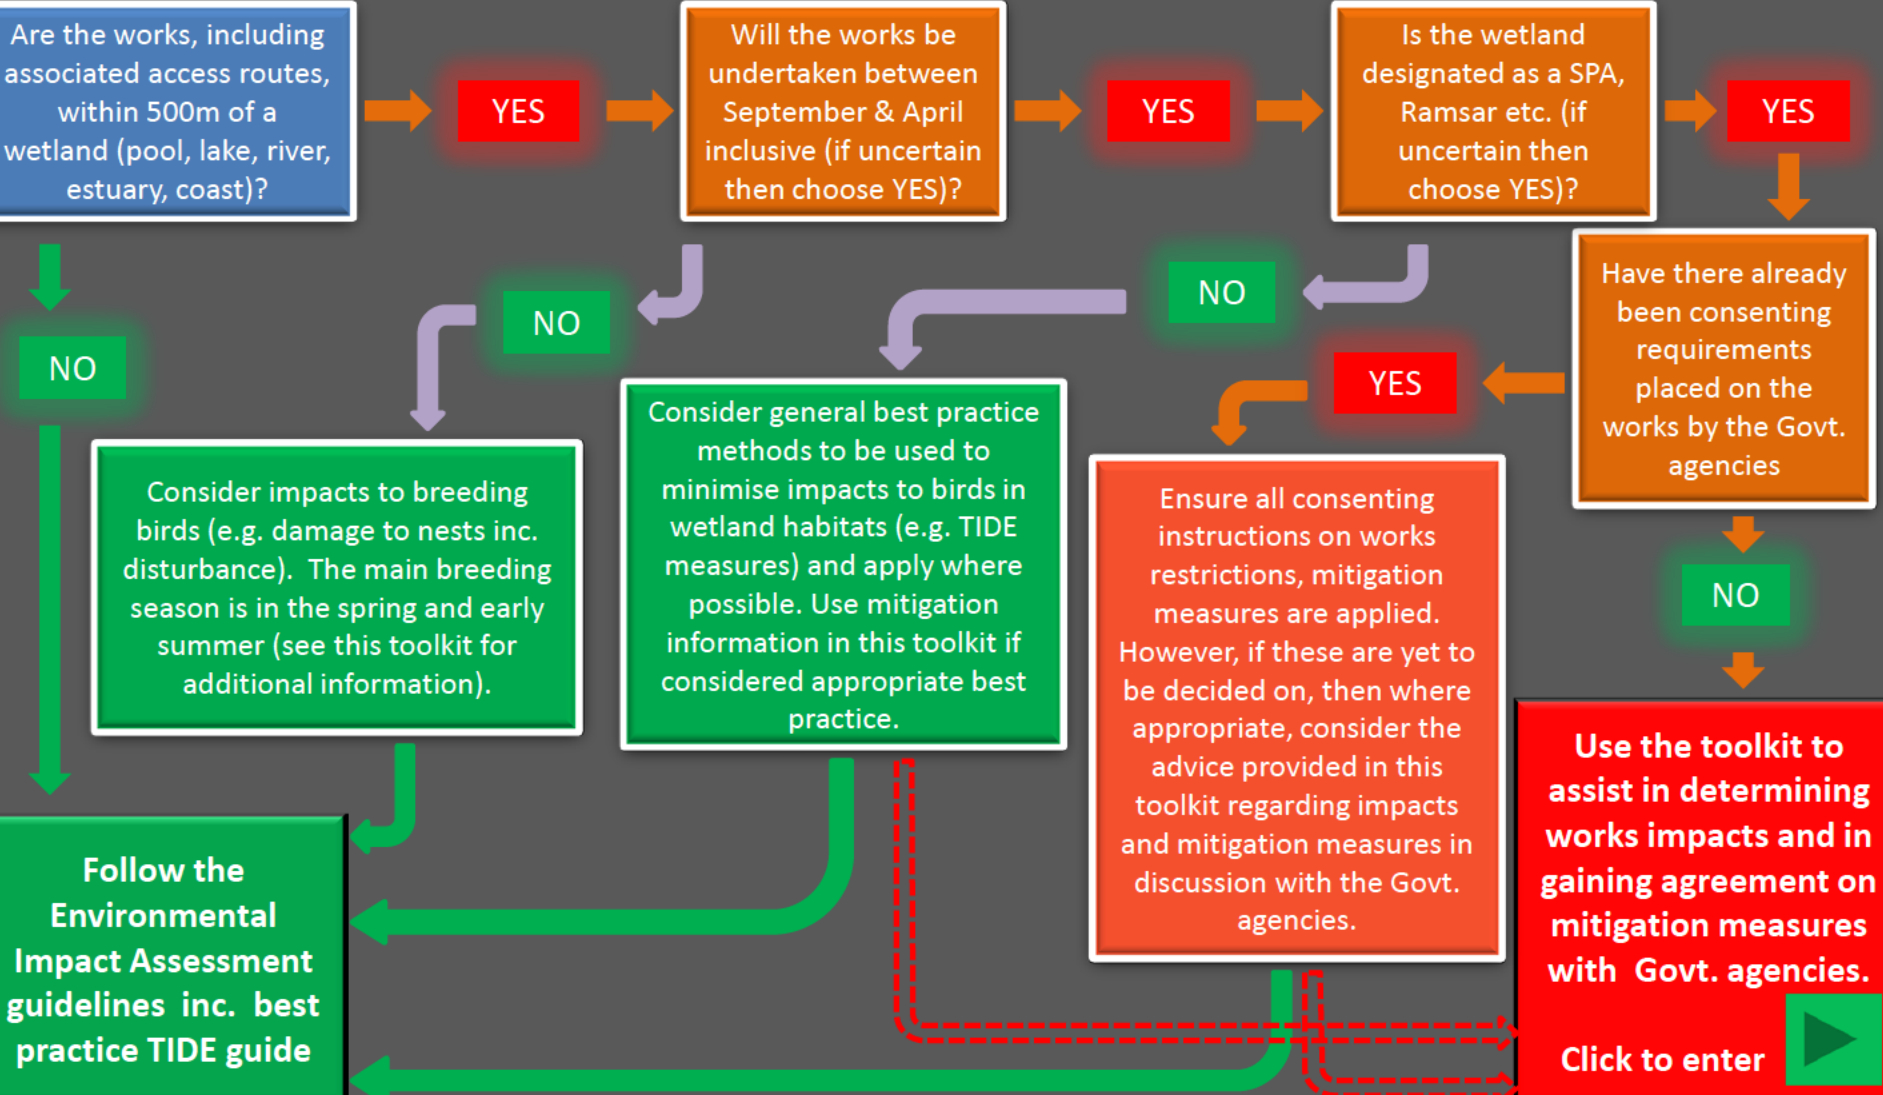 Are the works, including
associated access routes,
within 500m of a
wetland (pool, lake, river,
estuary, coast)?
YES
Will the works be
undertaken between
September & April
inclusive (if uncertain
then choose YES)?
YES
Is the wetland
designated as a SPA,
Ramsar etc. (if
uncertain then
choose YES)?
YES
NO
NO
NO
Have there already
been consenting
requirements
placed on the
works by the Govt.
agencies
YES
NO
Consider impacts to breeding
birds (e.g. damage to nests inc.
disturbance).  The main breeding
season is in the spring and early
summer (see this toolkit for
additional information).
Consider general best practice
methods to be used to
minimise impacts to birds in
wetland habitats (e.g. TIDE
measures) and apply where
possible. Use mitigation
information in this toolkit if
considered appropriate best
practice.
Ensure all consenting
instructions on works
restrictions, mitigation
measures are applied.
However, if these are yet to
be decided on, then where
appropriate, consider the
advice provided in this
toolkit regarding impacts
and mitigation measures in
discussion with the Govt.
agencies.
Follow the
Environmental
Impact Assessment
guidelines inc.  best
practice TIDE guide
Use the toolkit to
assist in determining
works impacts and in
gaining agreement on
mitigation measures
with  Govt. agencies.
Click to enter